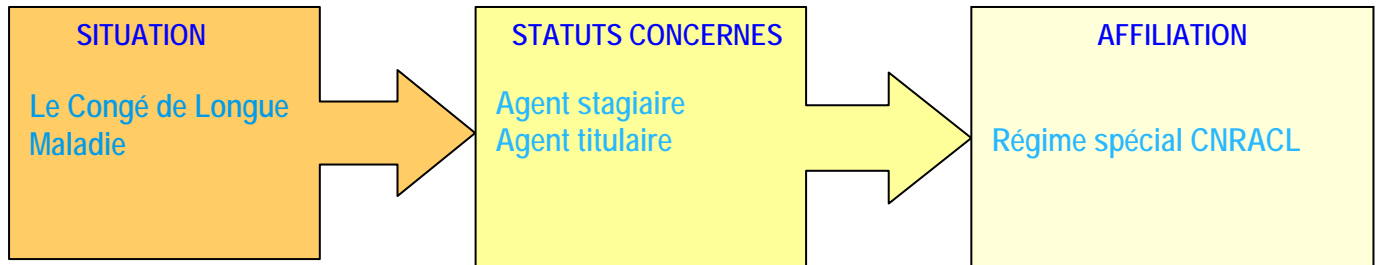 SITUATION
Le Congé de Longue
Maladie
STATUTS CONCERNES
Agent stagiaire
Agent titulaire
AFFILIATION
Régime spécial CNRACL